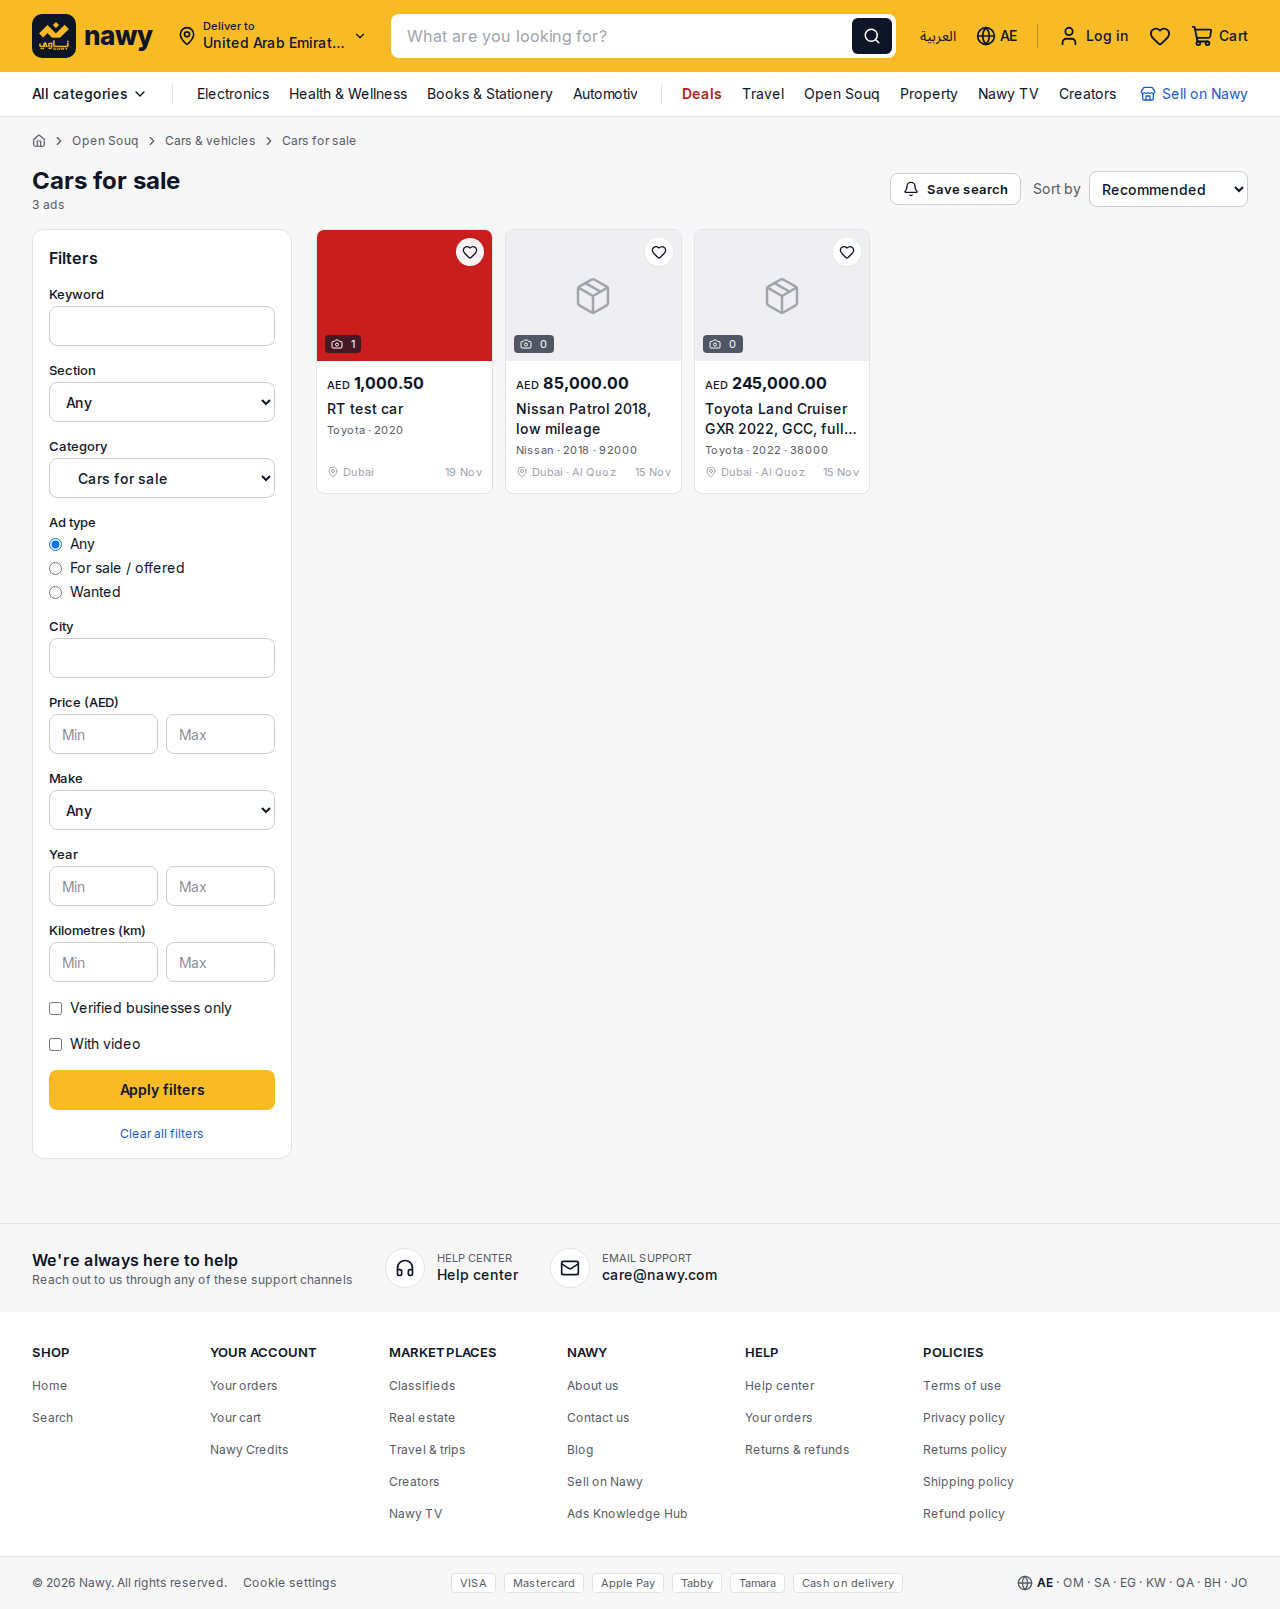 ناوي
NAWY
nawy
Deliver to
United Arab Emirat...
What are you looking for?
العربية
AE
Log in
Cart
All categories
Electronics
Health & Wellness
Books & Stationery
Automotiv
Deals
Travel
Open Souq
Property
Nawy TV
Creators
Sell on Nawy
Open Souq
Cars & vehicles
Cars for sale
Cars for sale
3 ads
Save search
Sort by
Recommended
Filters
Keyword
Section
Any
Category
Cars for sale
Ad type
Any
For sale / offered
Wanted
City
Price (AED)
Min
Max
Make
Any
Year
Min
Max
Kilometres (km)
Min
Max
Verified businesses only
With video
Apply filters
Clear all filters
1
AED 1,000.50
RT test car
Toyota · 2020
Dubai
19 Nov
0
AED 85,000.00
Nissan Patrol 2018,
low mileage
Nissan · 2018 · 92000
Dubai · Al Quoz
15 Nov
0
AED 245,000.00
Toyota Land Cruiser
GXR 2022, GCC, full...
Toyota · 2022 · 38000
Dubai · Al Quoz
15 Nov
We're always here to help
Reach out to us through any of these support channels
HELP CENTER
Help center
EMAIL SUPPORT
care@nawy.com
SHOP
Home
Search
YOUR ACCOUNT
Your orders
Your cart
Nawy Credits
MARKETPLACES
Classifieds
Real estate
Travel & trips
Creators
Nawy TV
NAWY
About us
Contact us
Blog
Sell on Nawy
Ads Knowledge Hub
HELP
Help center
Your orders
Returns & refunds
POLICIES
Terms of use
Privacy policy
Returns policy
Shipping policy
Refund policy
© 2026 Nawy. All rights reserved.
Cookie settings
VISA
Mastercard
Apple Pay
Tabby
Tamara
Cash on delivery
AE · OM · SA · EG · KW · QA · BH · JO